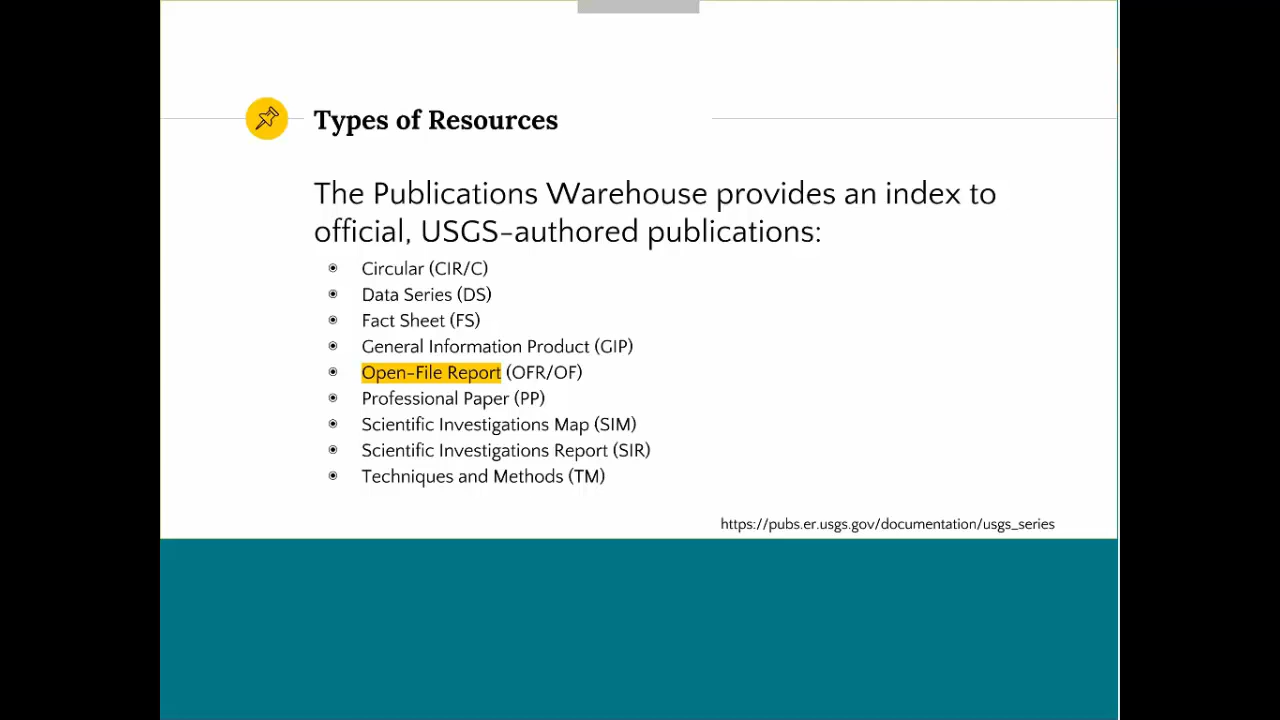 Types of Resources
The Publications Warehouse provides an index to
official, USGS-authored publications:
Circular (CIR/C)
Data Series (DS)
Fact Sheet (FS)
General Information Product (GIP)
Open-File Report (OFR/OF)
Professional Paper (PP)
Scientific Investigations Map (SIM)
Scientific Investigations Report (SIR)
Techniques and Methods (TM)
https://pubs.er.usgs.gov/documentation/usgs_series